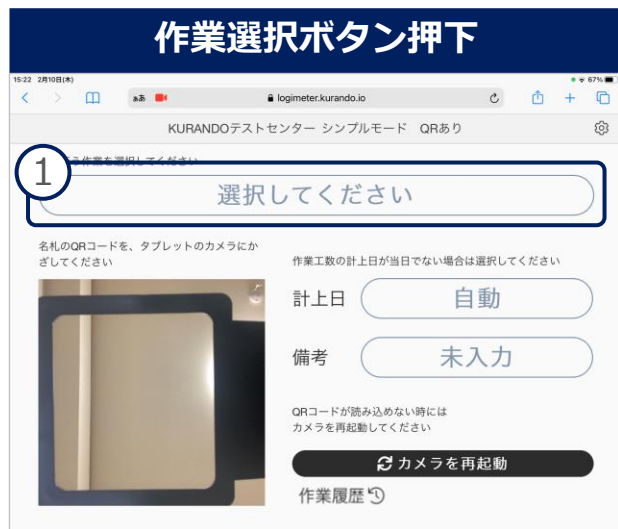 作業選択ボタン押下
15:22 2月10日(木)
67%
ぁあ
logimeter.kurando.io
KURANDOテストセンター シンプルモード QRあり
う作業を選択してください
1
選択してください
名札のQRコードを、タブレットのカメラにか
ざしてください
作業工数の計上日が当日でない場合は選択してください
計上日
自動
備考
未入力
QRコードが読み込めない時には
カメラを再起動してください
カメラを再起動
作業履歴